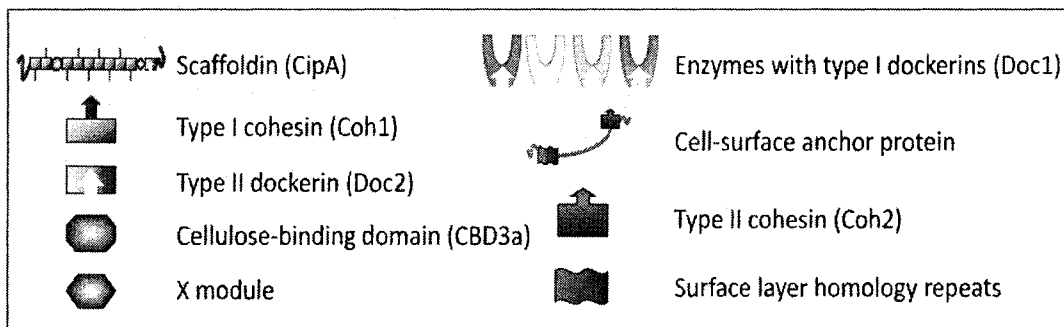 Scaffoldin (CipA)
Type I cohesin (Coh1)
Type II dockerin (Doc2)
Cellulose-binding domain (CBD3a)
X module
Enzymes with type I dockerins (Doc1)
Cell-surface anchor protein
Type II cohesin (Coh2)
Surface layer homology repeats